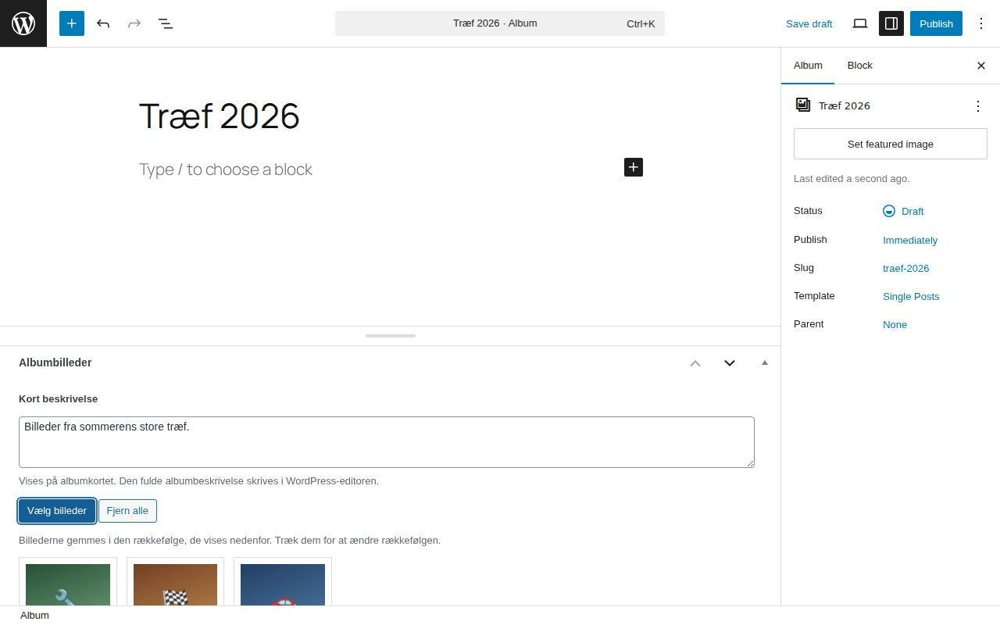 Træf 2026 · Album
Ctrl+K
Save draft
Publish
Træf 2026
Type / to choose a block
Album
Block
Træf 2026
Set featured image
Last edited a second ago.
Status
Draft
Publish
Immediately
Slug
traef-2026
Template
Single Posts
Parent
None
Albumbilleder
Kort beskrivelse
Billeder fra sommerens store træf.
Vises på albumkortet. Den fulde albumbeskrivelse skrives i WordPress-editoren.
Vælg billeder
Fjern alle
Billederne gemmes i den rækkefølge, de vises nedenfor. Træk dem for at ændre rækkefølgen.
Album